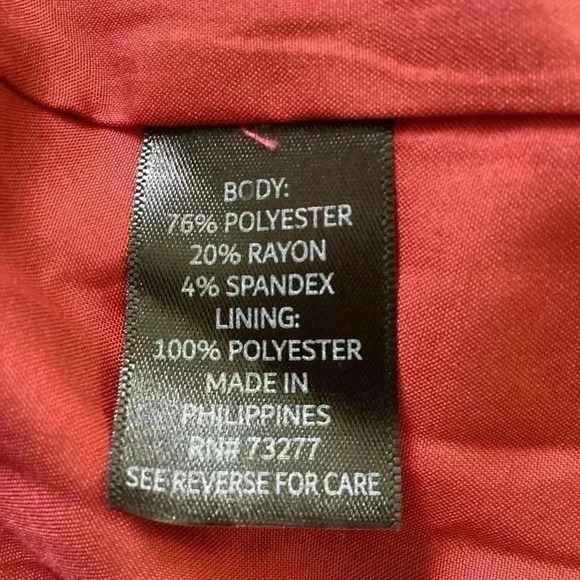 BODY:
76% POLYESTER
20% RAYON
4% SPANDEX
LINING:
100% POLYESTER
MADE IN
PHILIPPINES
RN# 73277
SEE REVERSE FOR CARE